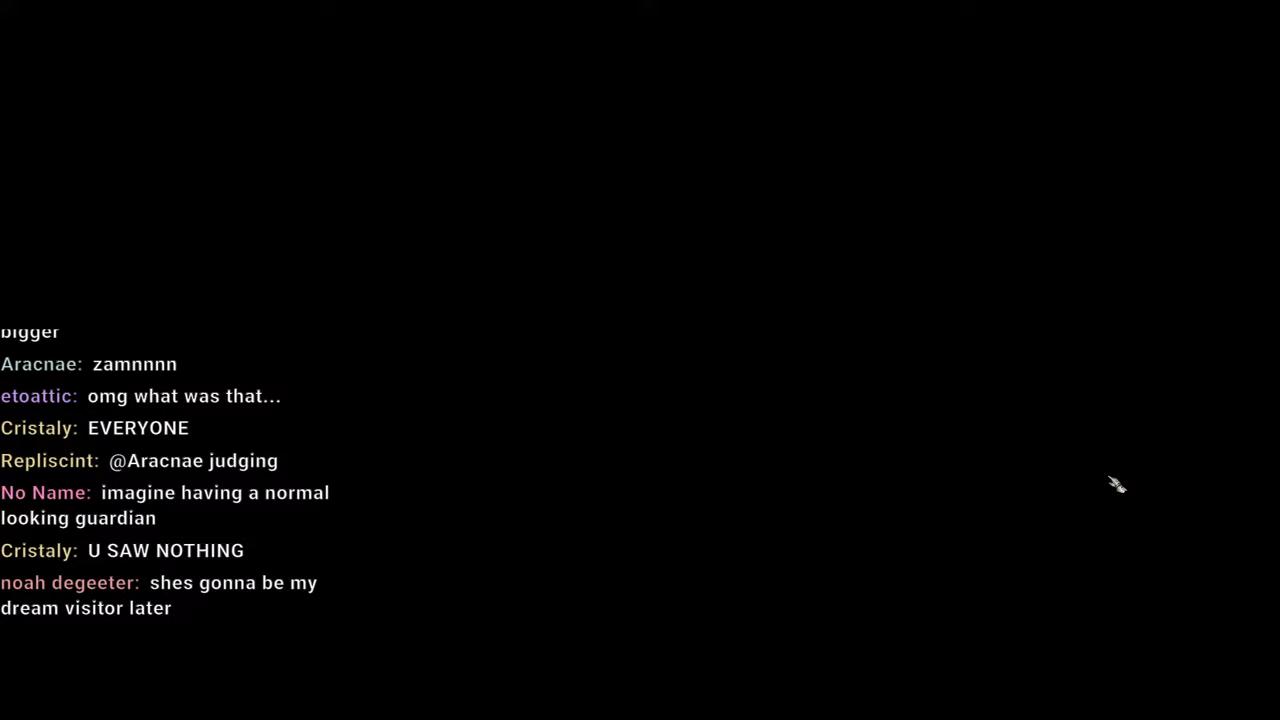 bigger
Aracnae: zamnnnn
etoattic: omg what was that...
Cristaly: EVERYONE
Repliscint: @Aracnae judging
No Name: imagine having a normal
looking guardian
Cristaly: U SAW NOTHING
noah degeeter: shes gonna be my
dream visitor later